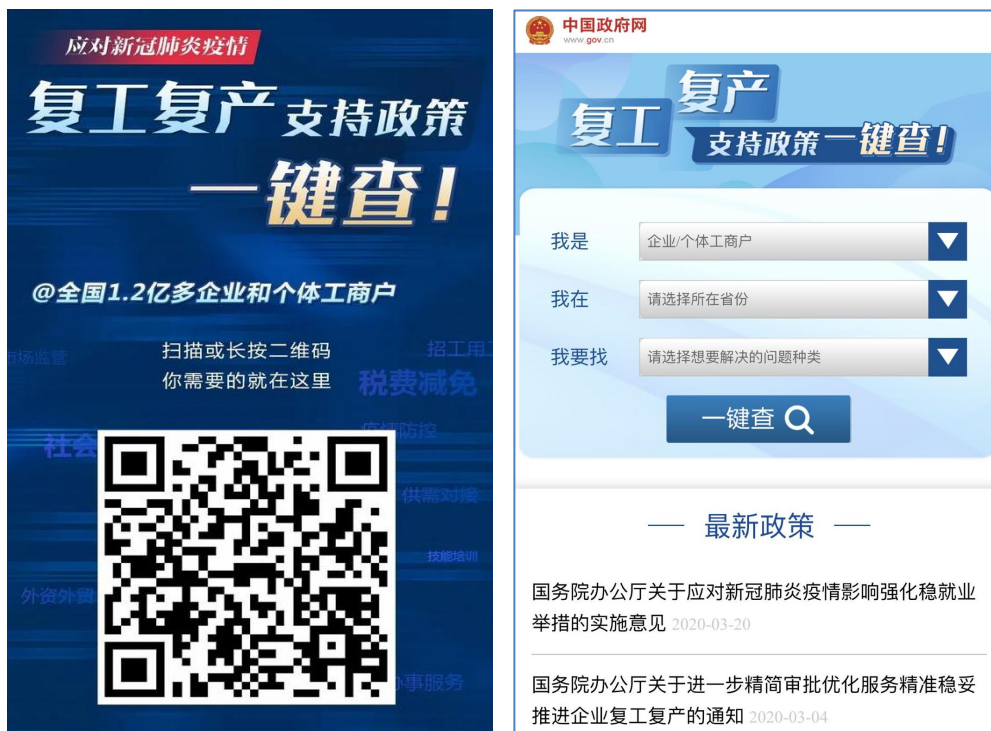 应对新冠肺炎疫情
复工复产 支持政策
一键查!
@全国1.2亿多企业和个体工商户
扫描或长按二维码
你需要的就在这里
市场监管
招工用工
税费减免
疫情防控
社会
供需对接
技能培训
外资外贸
办事服务
中国政府网
www.gov.cn
复工 复产
支持政策一键查!
我是 企业/个体工商户
我在 请选择所在省份
我要找 请选择想要解决的问题种类
一键查
最新政策
国务院办公厅关于应对新冠肺炎疫情影响强化稳就业
举措的实施意见 2020-03-20
国务院办公厅关于进一步精简审批优化服务精准稳妥
推进企业复工复产的通知 2020-03-04